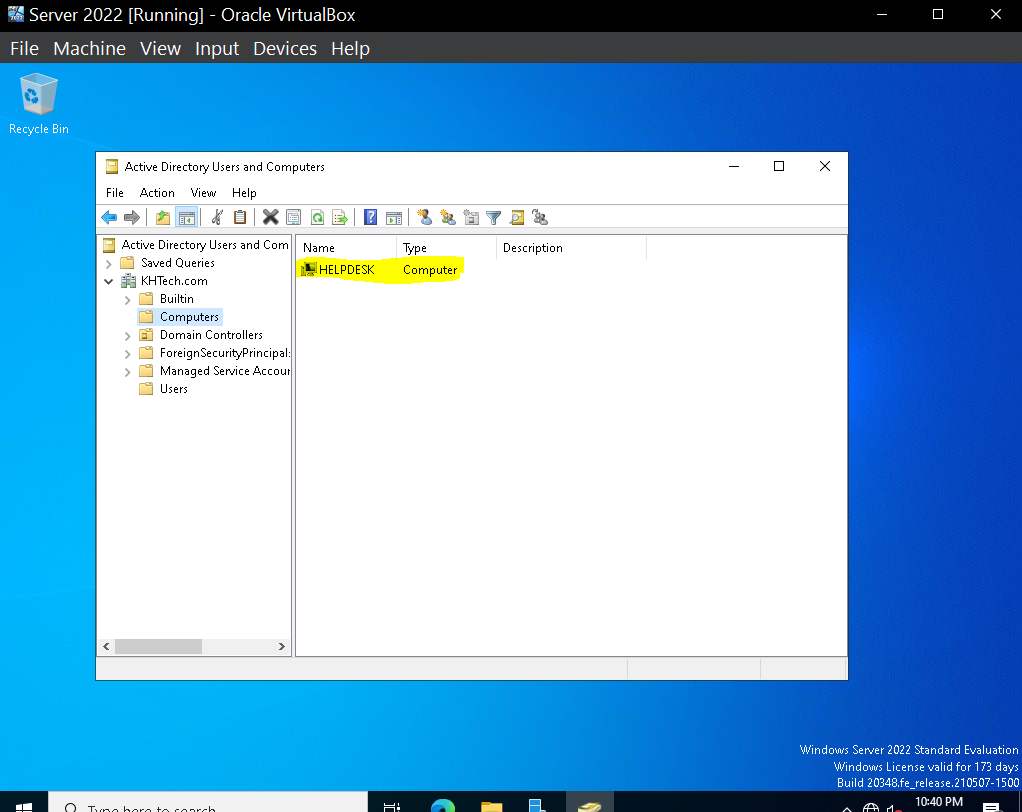 Server 2022 [Running] - Oracle VirtualBox
File Machine View Input Devices Help
Recycle Bin
Active Directory Users and Computers
File Action View Help
Active Directory Users and Com
Saved Queries
KHTech.com
Builtin
Computers
Domain Controllers
ForeignSecurityPrincipal:
Managed Service Accour
Users
Name Type Description
HELPDESK Computer
Windows Server 2022 Standard Evaluation
Windows License valid for 173 days
Build 20348.fe_release.210507-1500
Type here to search
10:40 PM